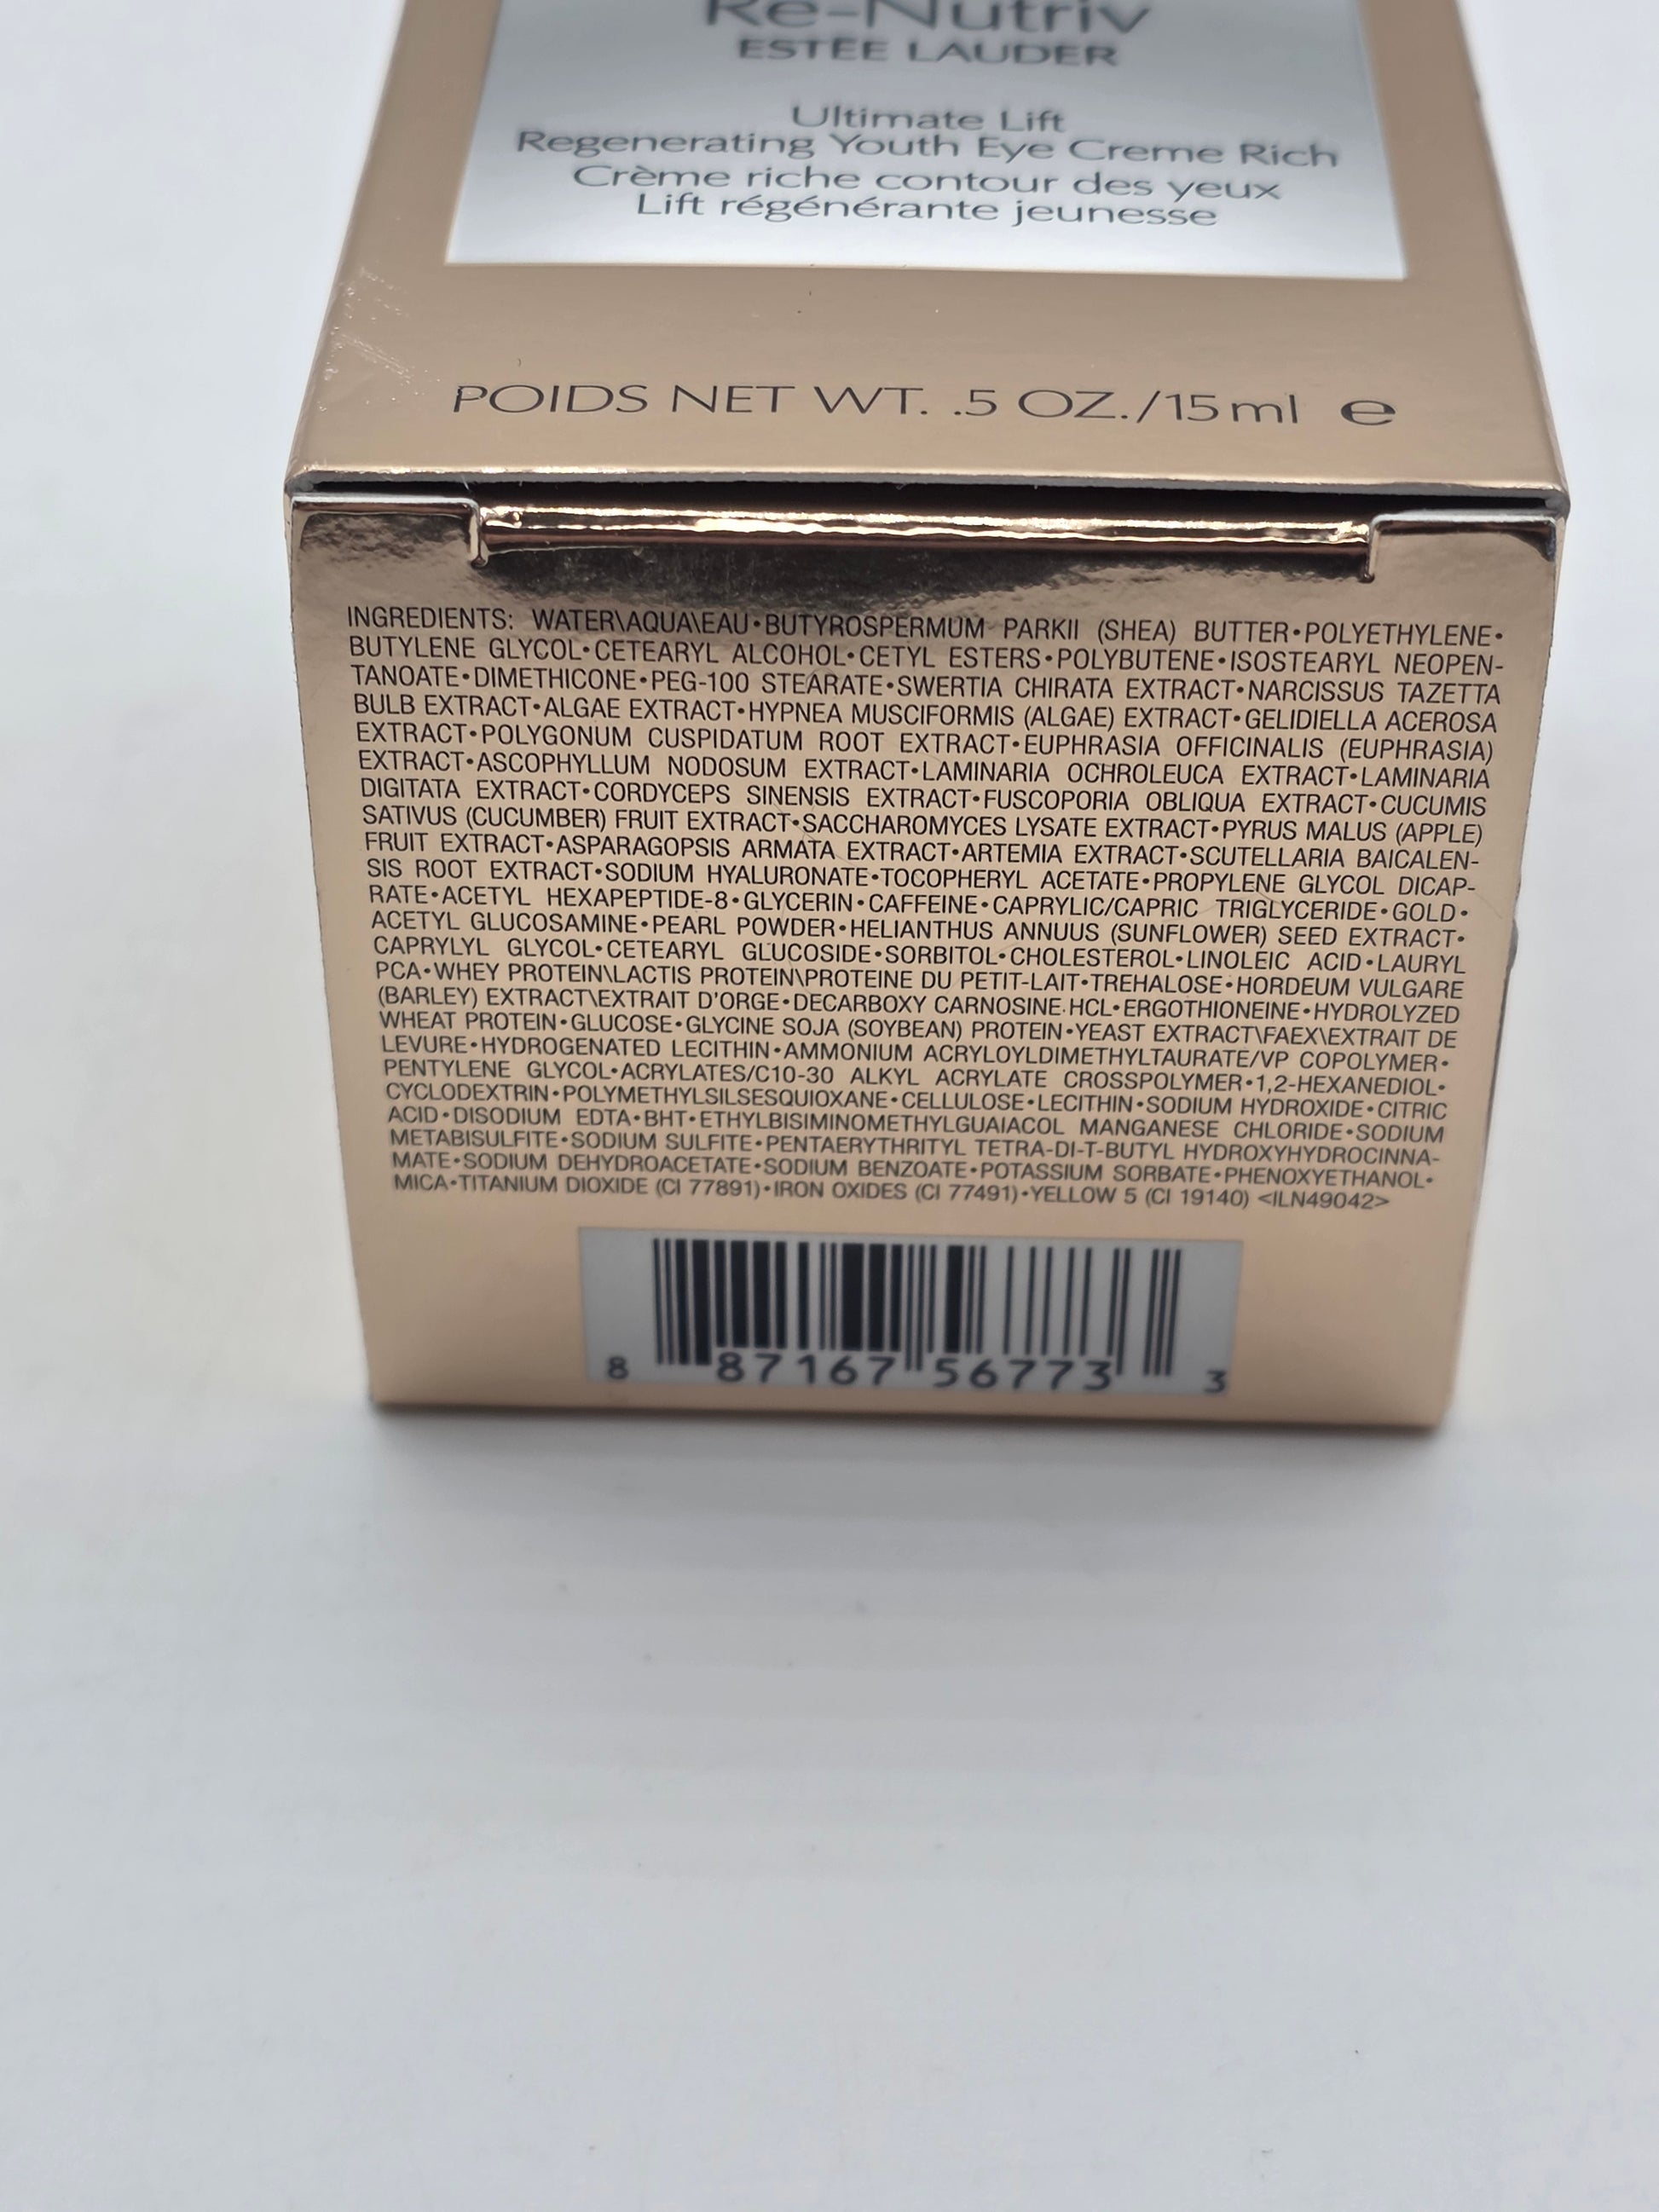 Re-Nutriv
ESTĒE LAUDER
Ultimate Lift
Regenerating Youth Eye Creme Rich
Crème riche contour des yeux
Lift régénérante jeunesse
POIDS NET WT. .5 OZ./15ml e
INGREDIENTS: WATER\AQUA\EAU•BUTYROSPERMUM PARKII (SHEA) BUTTER•POLYETHYLENE•
BUTYLENE GLYCOL•CETEARYL ALCOHOL•CETYL ESTERS•POLYBUTENE•ISOSTEARYL NEOPEN-
TANOATE•DIMETHICONE•PEG-100 STEARATE•SWERTIA CHIRATA EXTRACT•NARCISSUS TAZETTA
BULB EXTRACT•ALGAE EXTRACT•HYPNEA MUSCIFORMIS (ALGAE) EXTRACT•GELIDIELLA ACEROSA
EXTRACT•POLYGONUM CUSPIDATUM ROOT EXTRACT•EUPHRASIA OFFICINALIS (EUPHRASIA)
EXTRACT•ASCOPHYLLUM NODOSUM EXTRACT•LAMINARIA OCHROLEUCA EXTRACT•LAMINARIA
DIGITATA EXTRACT•CORDYCEPS SINENSIS EXTRACT•FUSCOPORIA OBLIQUA EXTRACT•CUCUMIS
SATIVUS (CUCUMBER) FRUIT EXTRACT•SACCHAROMYCES LYSATE EXTRACT•PYRUS MALUS (APPLE)
FRUIT EXTRACT•ASPARAGOPSIS ARMATA EXTRACT•ARTEMIA EXTRACT•SCUTELLARIA BAICALEN-
SIS ROOT EXTRACT•SODIUM HYALURONATE•TOCOPHERYL ACETATE•PROPYLENE GLYCOL DICAP-
RATE•ACETYL HEXAPEPTIDE-8•GLYCERIN•CAFFEINE•CAPRYLIC/CAPRIC TRIGLYCERIDE•GOLD•
ACETYL GLUCOSAMINE•PEARL POWDER•HELIANTHUS ANNUUS (SUNFLOWER) SEED EXTRACT•
CAPRYLYL GLYCOL•CETEARYL GLUCOSIDE•SORBITOL•CHOLESTEROL•LINOLEIC ACID•LAURYL
PCA•WHEY PROTEIN\LACTIS PROTEIN\PROTEINE DU PETIT-LAIT•TREHALOSE•HORDEUM VULGARE
(BARLEY) EXTRACT\EXTRAIT D'ORGE•DECARBOXY CARNOSINE HCL•ERGOTHIONEINE•HYDROLYZED
WHEAT PROTEIN•GLUCOSE•GLYCINE SOJA (SOYBEAN) PROTEIN•YEAST EXTRACT\FAEX\EXTRAIT DE
LEVURE•HYDROGENATED LECITHIN•AMMONIUM ACRYLOYLDIMETHYLTAURATE/VP COPOLYMER•
PENTYLENE GLYCOL•ACRYLATES/C10-30 ALKYL ACRYLATE CROSSPOLYMER•1,2-HEXANEDIOL•
CYCLODEXTRIN•POLYMETHYLSILSESQUIOXANE•CELLULOSE•LECITHIN•SODIUM HYDROXIDE•CITRIC
ACID•DISODIUM EDTA•BHT•ETHYLBISIMINOMETHYLGUAIACOL MANGANESE CHLORIDE•SODIUM
METABISULFITE•SODIUM SULFITE•PENTAERYTHRITYL TETRA-DI-T-BUTYL HYDROXYHYDROCINNA-
MATE•SODIUM DEHYDROACETATE•SODIUM BENZOATE•POTASSIUM SORBATE•PHENOXYETHANOL•
MICA•TITANIUM DIOXIDE (CI 77891)•IRON OXIDES (CI 77491)•YELLOW 5 (CI 19140) <ILN49042>
8 87167 56773 3